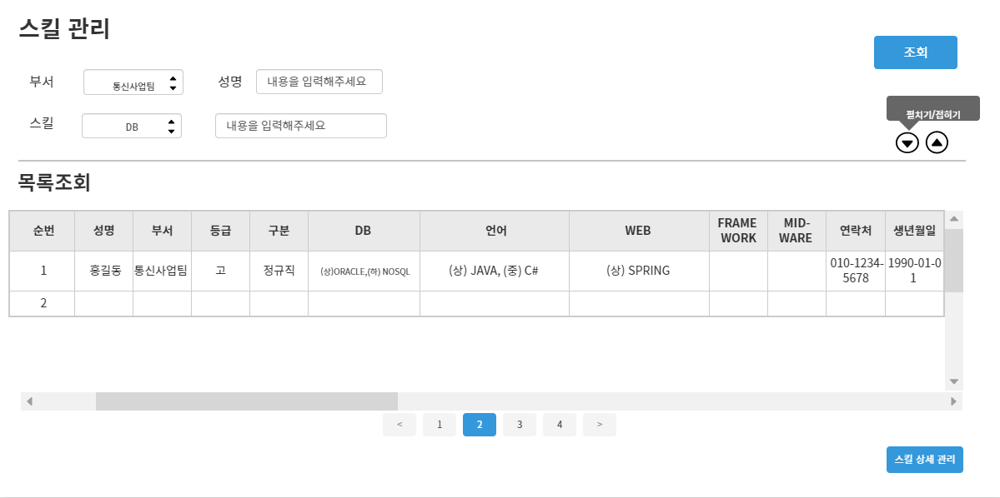 스킬 관리
조회
부서 통신사업팀 성명 내용을 입력해주세요
펼치기/접히기
스킬 DB 내용을 입력해주세요
목록조회
순번 성명 부서 등급 구분 DB 언어 WEB FRAME WORK MID-WARE 연락처 생년월일
1 홍길동 통신사업팀 고 정규직 (상)ORACLE,(하) NOSQL (상) JAVA, (중) C# (상) SPRING 010-1234-5678 1990-01-01
2
< 1 2 3 4 >
스킬 상세 관리